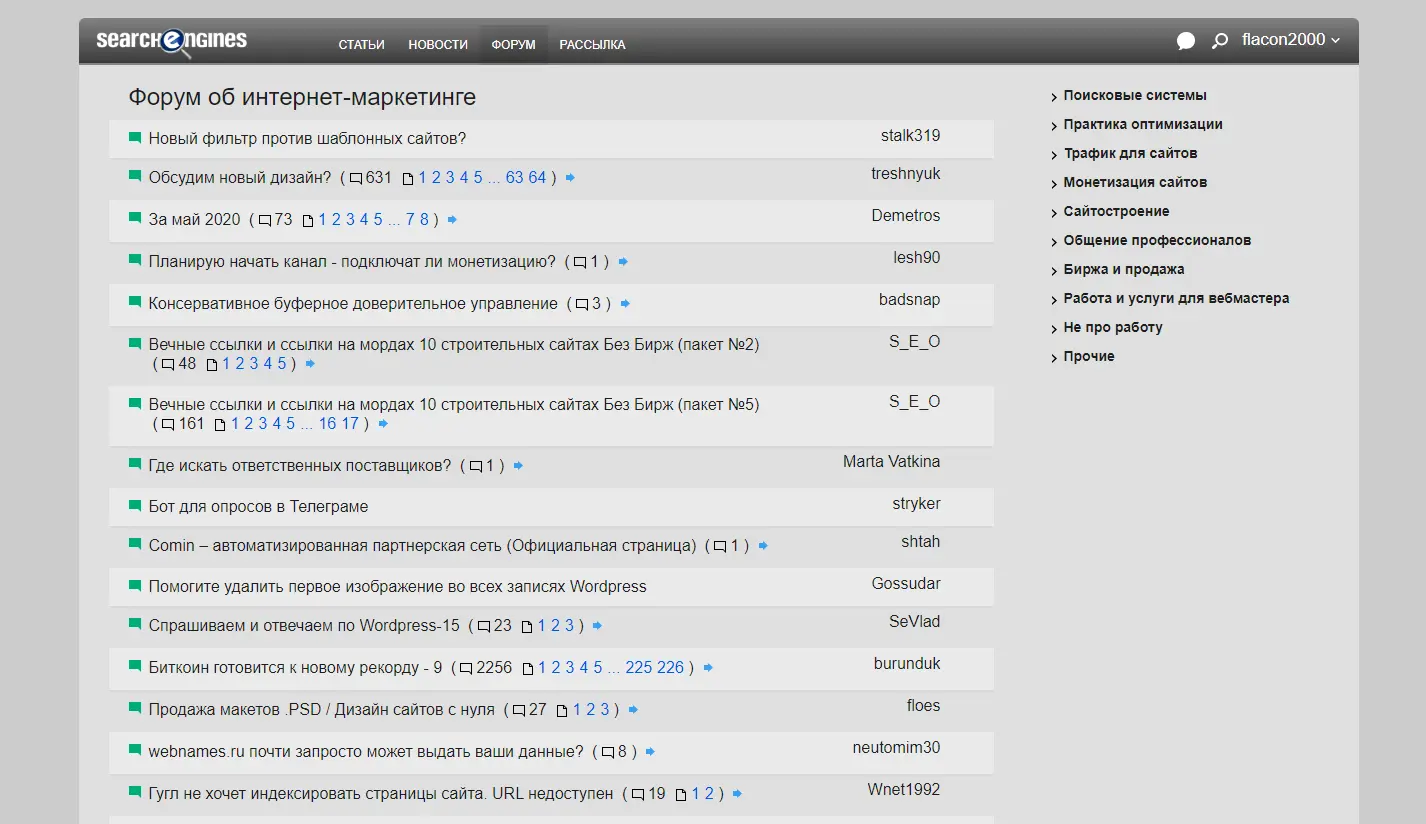 searchengines СТАТЬИ НОВОСТИ ФОРУМ РАССЫЛКА flacon2000
Форум об интернет-маркетинге
Новый фильтр против шаблонных сайтов? stalk319
Обсудим новый дизайн? ( 631 1 2 3 4 5 ... 63 64 ) treshnyuk
За май 2020 ( 73 1 2 3 4 5 ... 7 8 ) Demetros
Планирую начать канал - подключат ли монетизацию? ( 1 ) lesh90
Консервативное буферное доверительное управление ( 3 ) badsnap
Вечные ссылки и ссылки на мордах 10 строительных сайтах Без Бирж (пакет №2) S_E_O
( 48 1 2 3 4 5 )
Вечные ссылки и ссылки на мордах 10 строительных сайтах Без Бирж (пакет №5) S_E_O
( 161 1 2 3 4 5 ... 16 17 )
Где искать ответственных поставщиков? ( 1 ) Marta Vatkina
Бот для опросов в Телеграме stryker
Comin – автоматизированная партнерская сеть (Официальная страница) ( 1 ) shtah
Помогите удалить первое изображение во всех записях Wordpress Gossudar
Спрашиваем и отвечаем по Wordpress-15 ( 23 1 2 3 ) SeVlad
Биткоин готовится к новому рекорду - 9 ( 2256 1 2 3 4 5 ... 225 226 ) burunduk
Продажа макетов .PSD / Дизайн сайтов с нуля ( 27 1 2 3 ) floes
webnames.ru почти запросто может выдать ваши данные? ( 8 ) neutomim30
Гугл не хочет индексировать страницы сайта. URL недоступен ( 19 1 2 ) Wnet1992
Поисковые системы
Практика оптимизации
Трафик для сайтов
Монетизация сайтов
Сайтостроение
Общение профессионалов
Биржа и продажа
Работа и услуги для вебмастера
Не про работу
Прочие